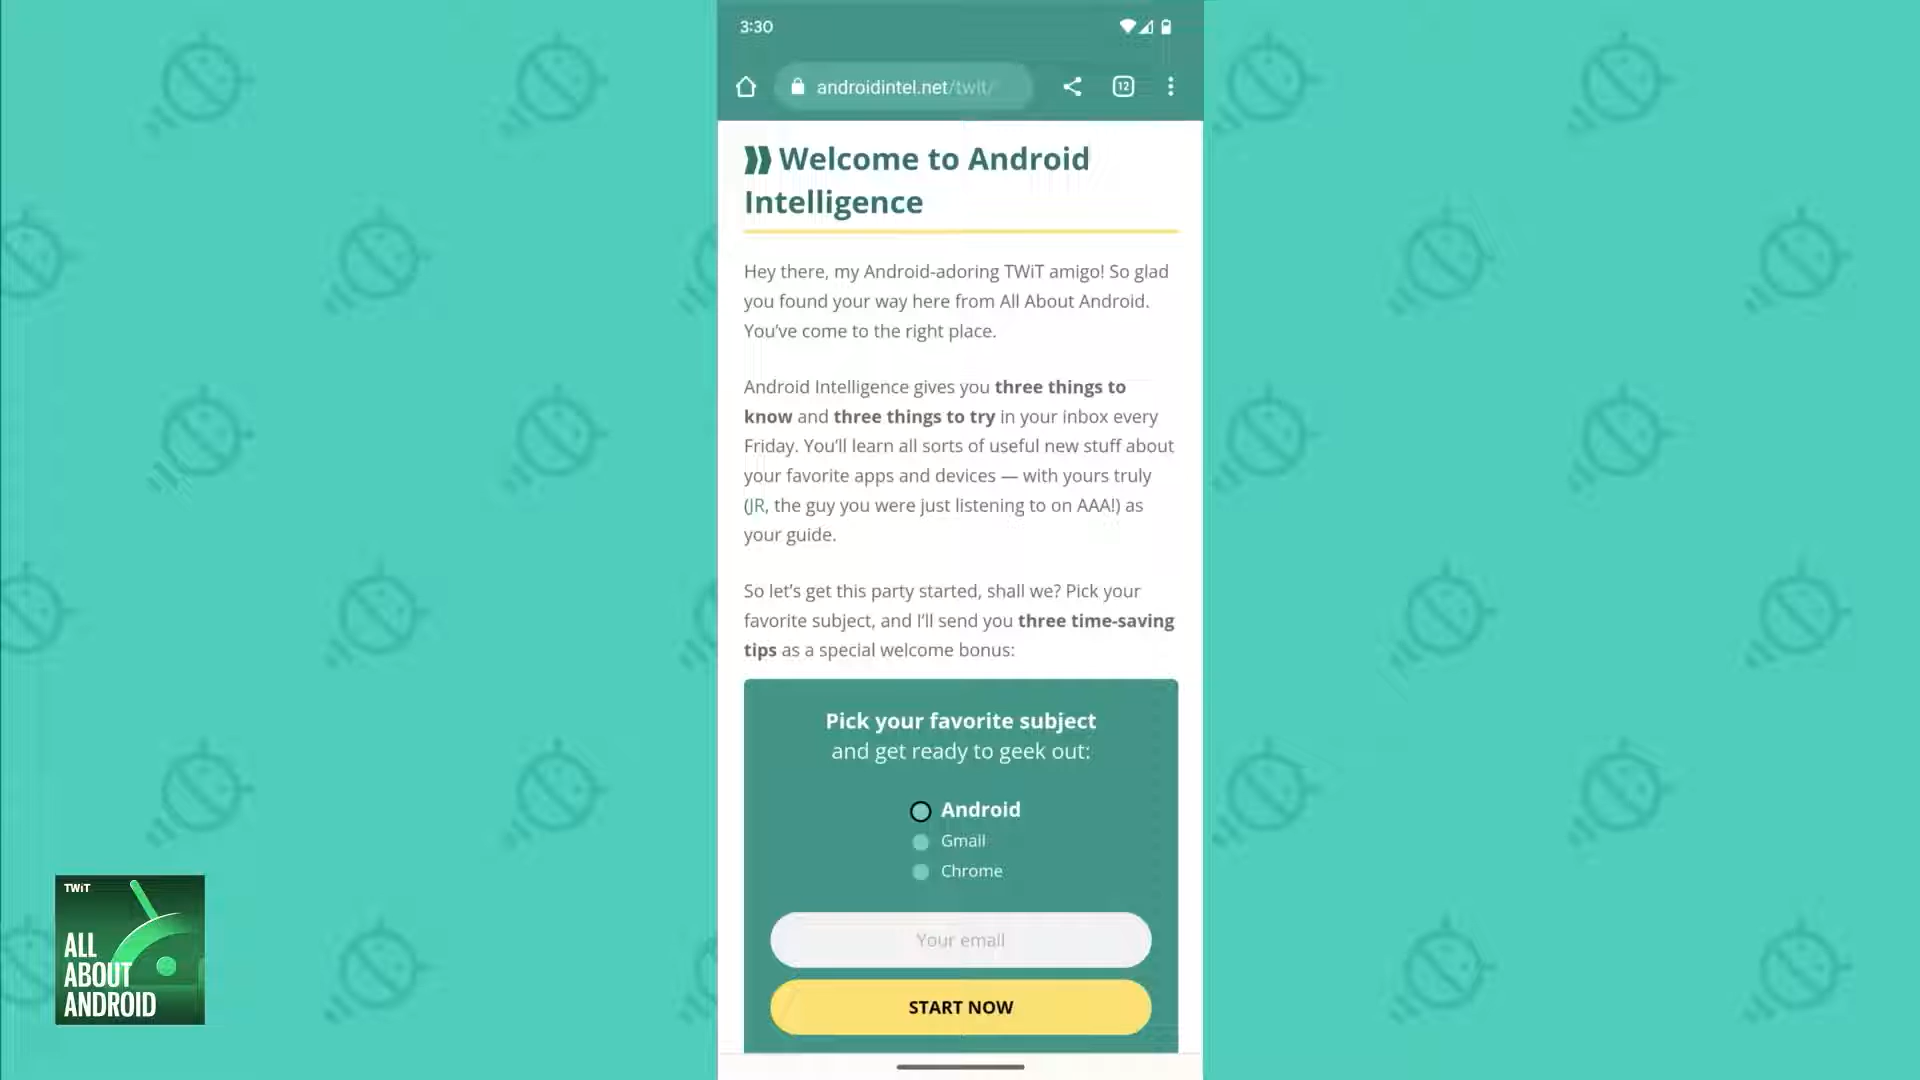 3:30
androidintel.net/twit/
12
Welcome to Android
Intelligence
Hey there, my Android-adoring TWiT amigo! So glad
you found your way here from All About Android.
You've come to the right place.
Android Intelligence gives you three things to
know and three things to try in your inbox every
Friday. You'll learn all sorts of useful new stuff about
your favorite apps and devices — with yours truly
(JR, the guy you were just listening to on AAA!) as
your guide.
So let's get this party started, shall we? Pick your
favorite subject, and I'll send you three time-saving
tips as a special welcome bonus:
Pick your favorite subject
and get ready to geek out:
Android
Gmail
Chrome
Your email
START NOW
TWiT
ALL
ABOUT
ANDROID